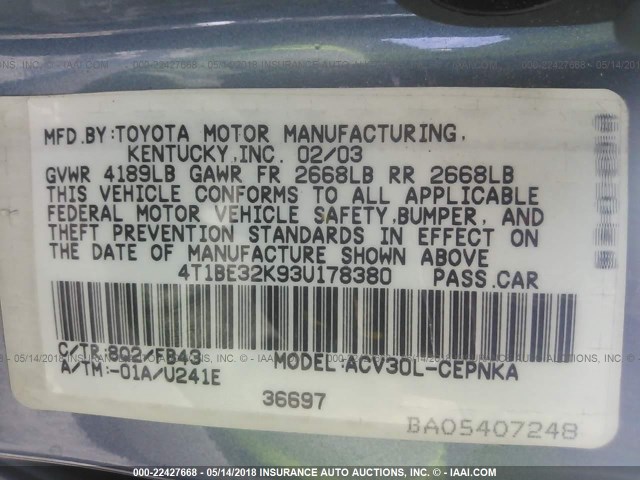 MFD.BY:TOYOTA MOTOR MANUFACTURING,
KENTUCKY,INC. 02/03
GVWR 4189LB GAWR FR 2668LB RR 2668LB
THIS VEHICLE CONFORMS TO ALL APPLICABLE
FEDERAL MOTOR VEHICLE SAFETY,BUMPER, AND
THEFT PREVENTION STANDARDS IN EFFECT ON
THE DATE OF MANUFACTURE SHOWN ABOVE
4T1BE32K93U178380 PASS.CAR
C/TR:8Q2/FB43 MODEL:ACV30L-CEPNKA
A/TM:-01A/U241E
36697
BA05407248
000-22427668 - 05/14/2018 INSURANCE AUTO AUCTIONS, INC. - © IAAI.COM